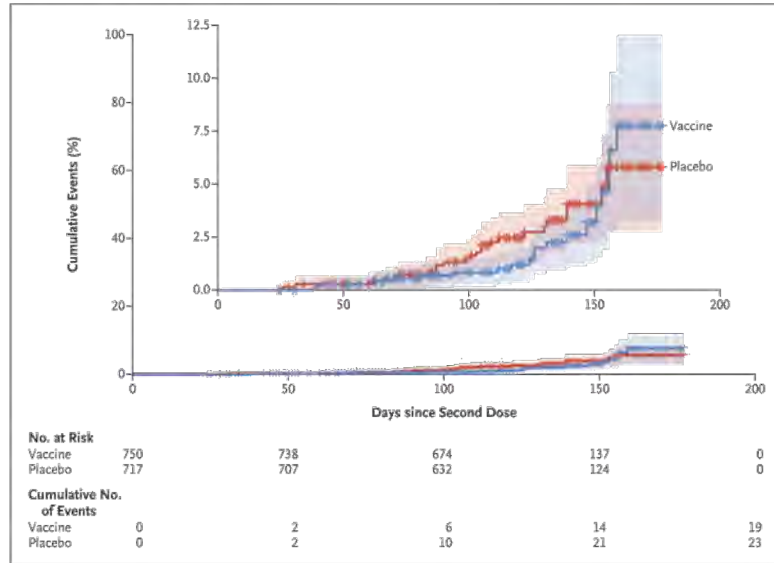 12.5
100
10.0
80
Vaccine
7.5
60
Placebo
5.0
40
2.5
20
0.0
0 50 100 150 200
0
0 50 100 150 200
Cumulative Events (%)
Days since Second Dose
No. at Risk
Vaccine 750 738 674 137 0
Placebo 717 707 632 124 0
Cumulative No.
of Events
Vaccine 0 2 6 14 19
Placebo 0 2 10 21 23